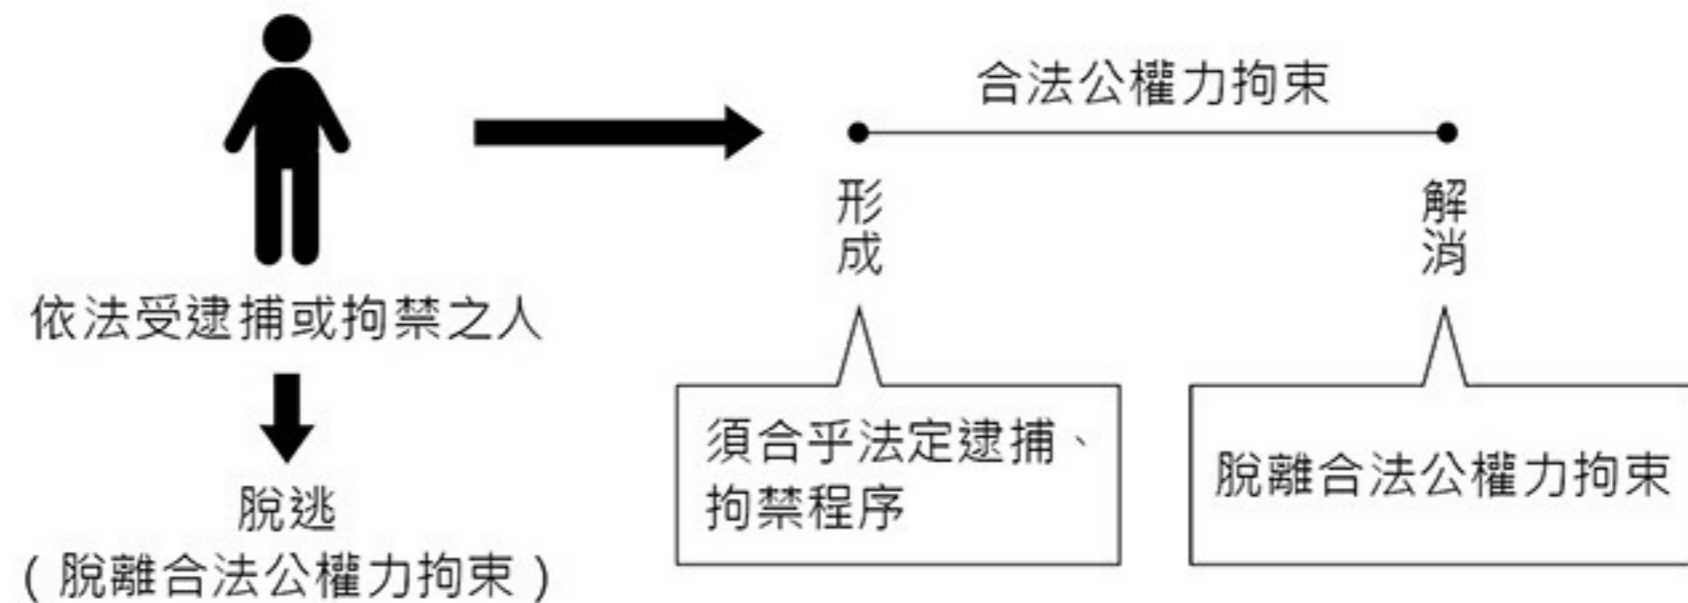 依法受逮捕或拘禁之人
脫逃
(脫離合法公權力拘束)
合法公權力拘束
形成
解消
須合乎法定逮捕、
拘禁程序
脫離合法公權力拘束